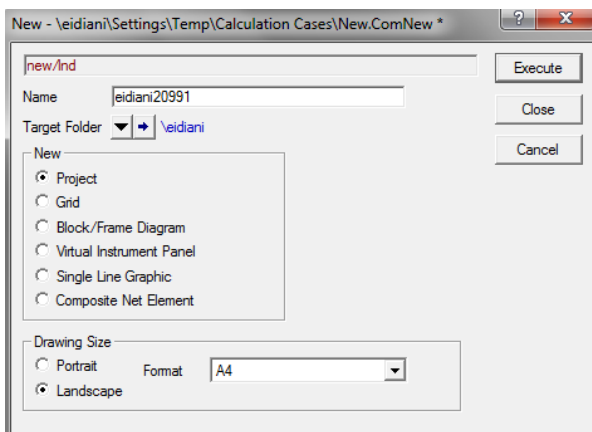 New - \eidiani\Settings\Temp\Calculation Cases\New.ComNew *
new/lnd
Execute
Name eidiani20991
Close
Target Folder \eidiani
Cancel
New
Project
Grid
Block/Frame Diagram
Virtual Instrument Panel
Single Line Graphic
Composite Net Element
Drawing Size
Portrait Format A4
Landscape